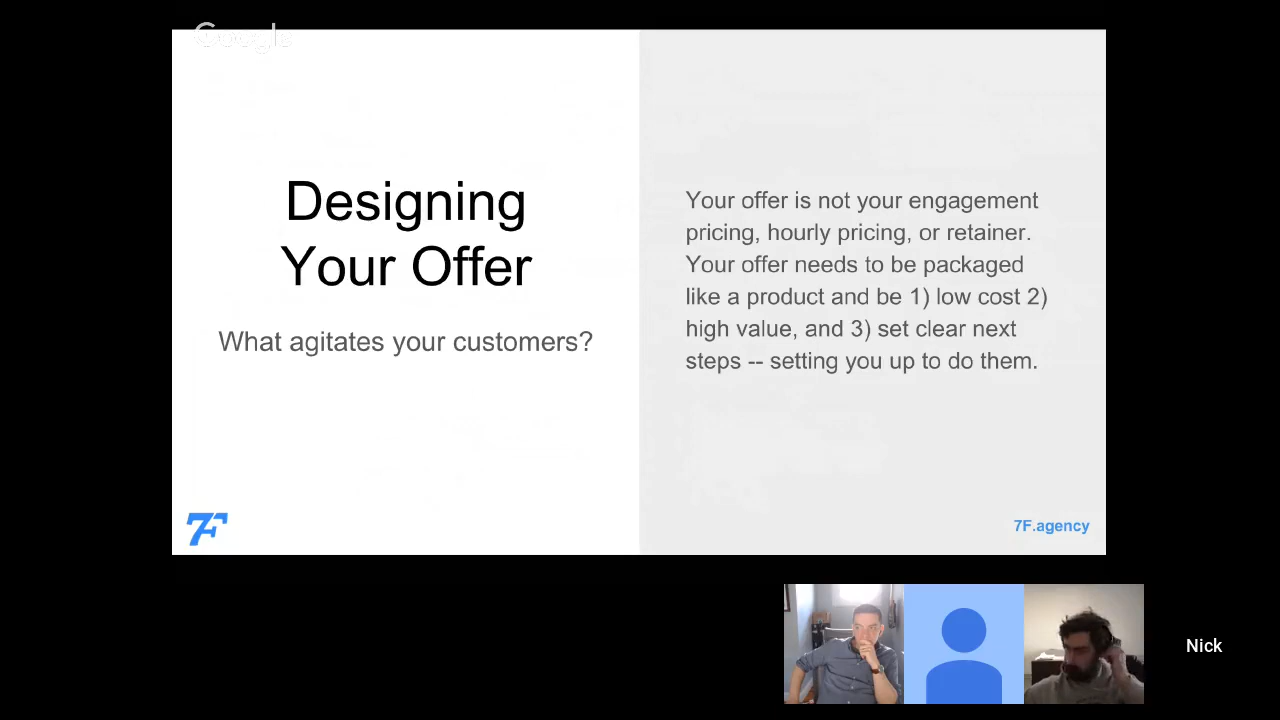 Google
Designing
Your Offer
What agitates your customers?
Your offer is not your engagement
pricing, hourly pricing, or retainer.
Your offer needs to be packaged
like a product and be 1) low cost 2)
high value, and 3) set clear next
steps -- setting you up to do them.
7F
7F.agency
Nick